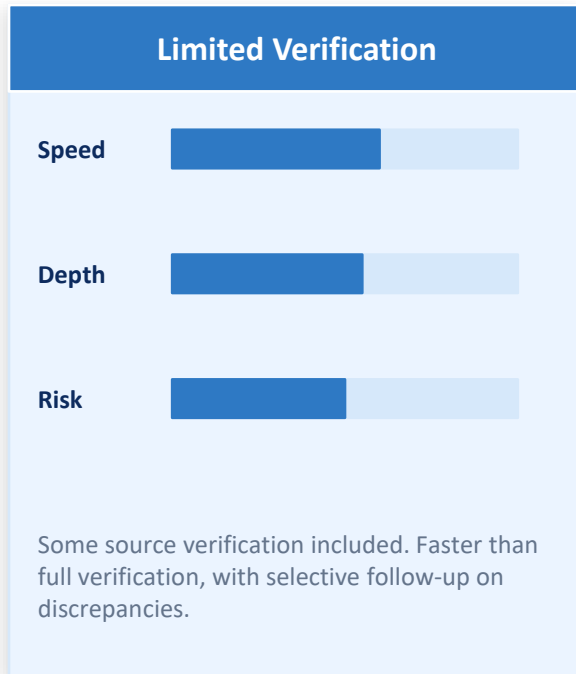 Limited Verification
Speed
Depth
Risk
Some source verification included. Faster than
full verification, with selective follow-up on
discrepancies.